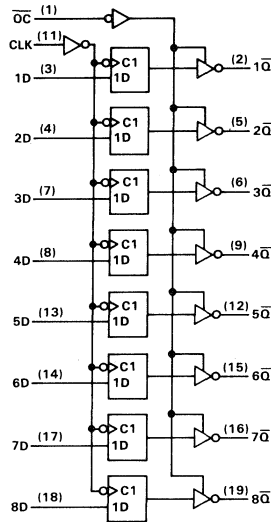 O̅C̅ (1)
CLK (11)
C1 (2) 1Q̅
1D (3) 1D
C1 (5) 2Q̅
2D (4) 1D
C1 (6) 3Q̅
3D (7) 1D
C1 (9) 4Q̅
4D (8) 1D
C1 (12) 5Q̅
5D (13) 1D
C1 (15) 6Q̅
6D (14) 1D
C1 (16) 7Q̅
7D (17) 1D
C1 (19) 8Q̅
8D (18) 1D